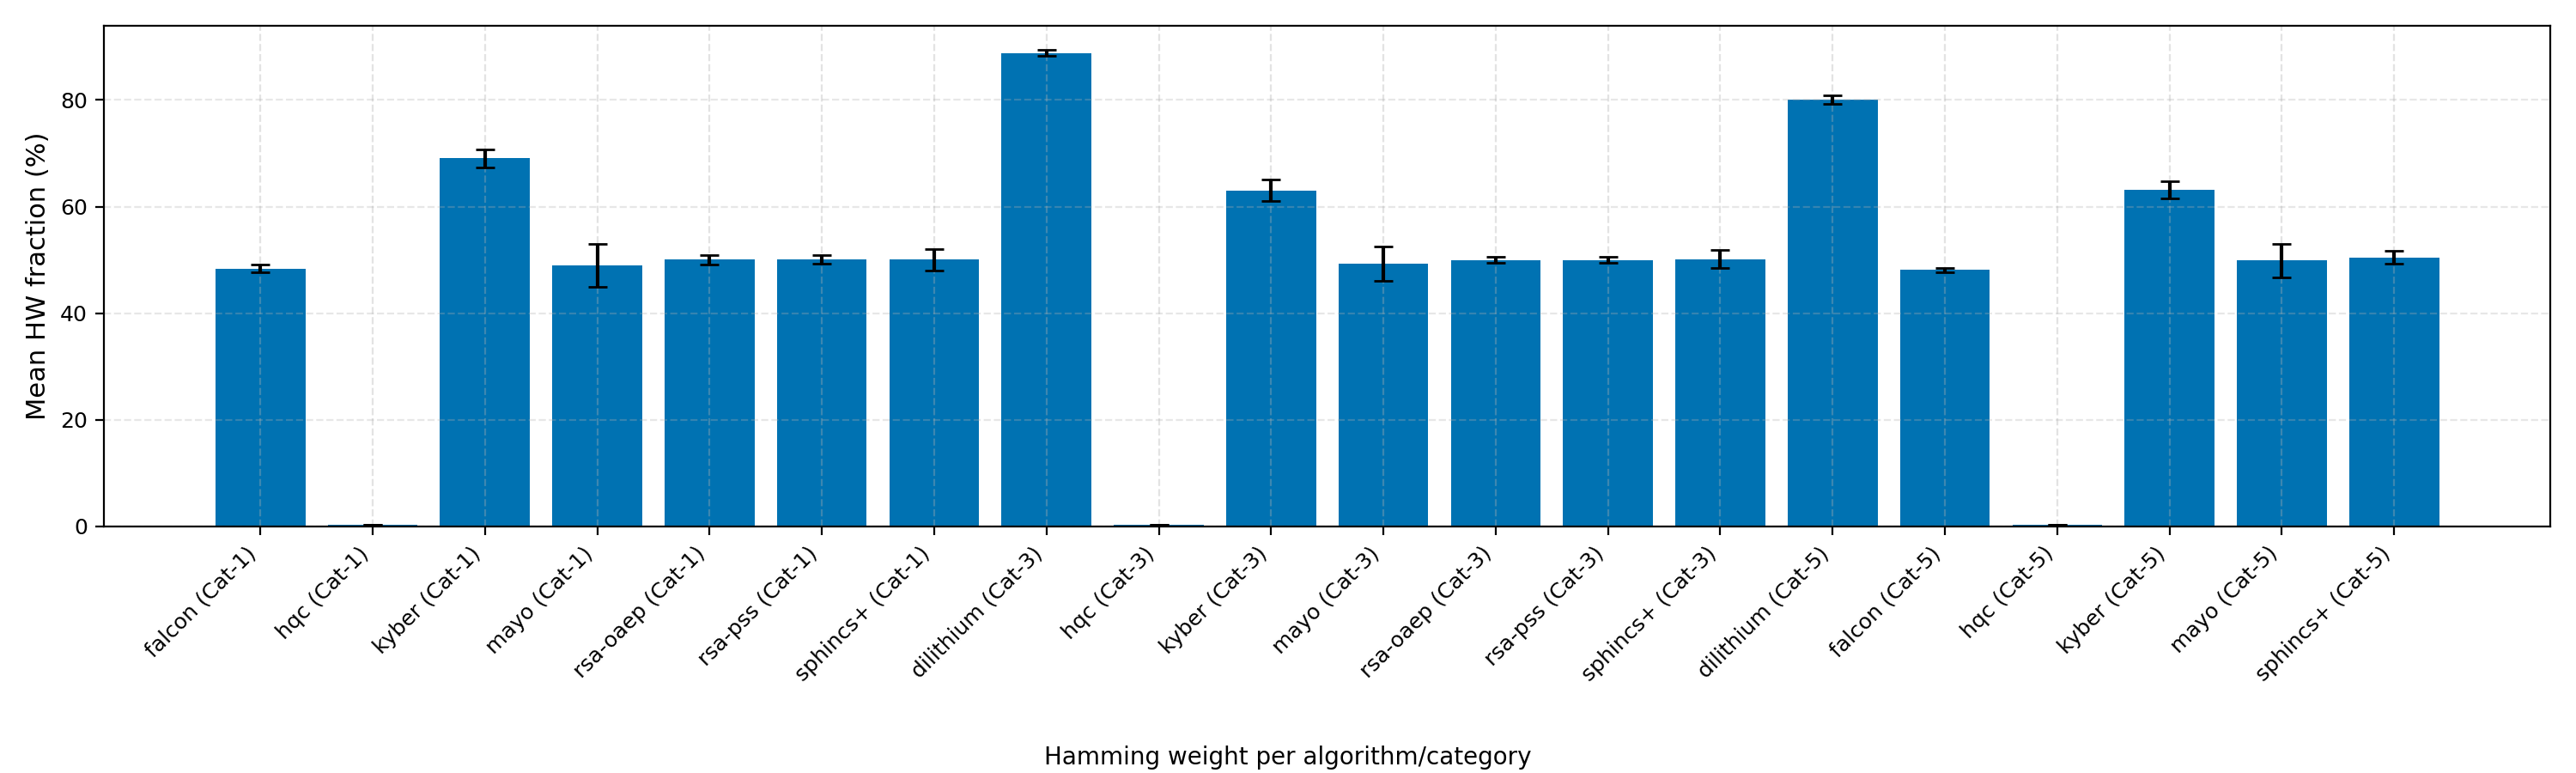 Mean HW fraction (%)
80
60
40
20
0
falcon (Cat-1)
hqc (Cat-1)
kyber (Cat-1)
mayo (Cat-1)
rsa-oaep (Cat-1)
rsa-pss (Cat-1)
sphincs+ (Cat-1)
dilithium (Cat-3)
hqc (Cat-3)
kyber (Cat-3)
mayo (Cat-3)
rsa-oaep (Cat-3)
rsa-pss (Cat-3)
sphincs+ (Cat-3)
dilithium (Cat-5)
falcon (Cat-5)
hqc (Cat-5)
kyber (Cat-5)
mayo (Cat-5)
sphincs+ (Cat-5)
Hamming weight per algorithm/category